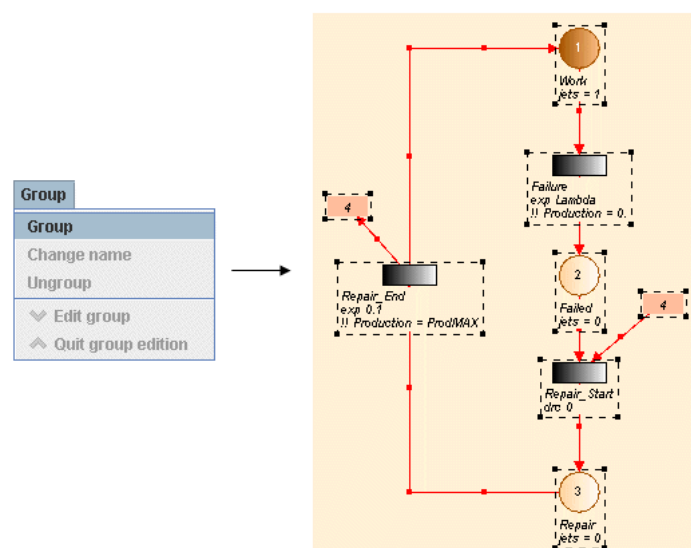 Group
Group
Change name
Ungroup
Edit group
Quit group edition
1
Work
jets = 1
Failure
exp Lambda
!! Production = 0.
4
2
Failed
jets = 0
4
Repair_End
exp 0.1
!! Production = ProdMAX
Repair_Start
drc 0
3
Repair
jets = 0